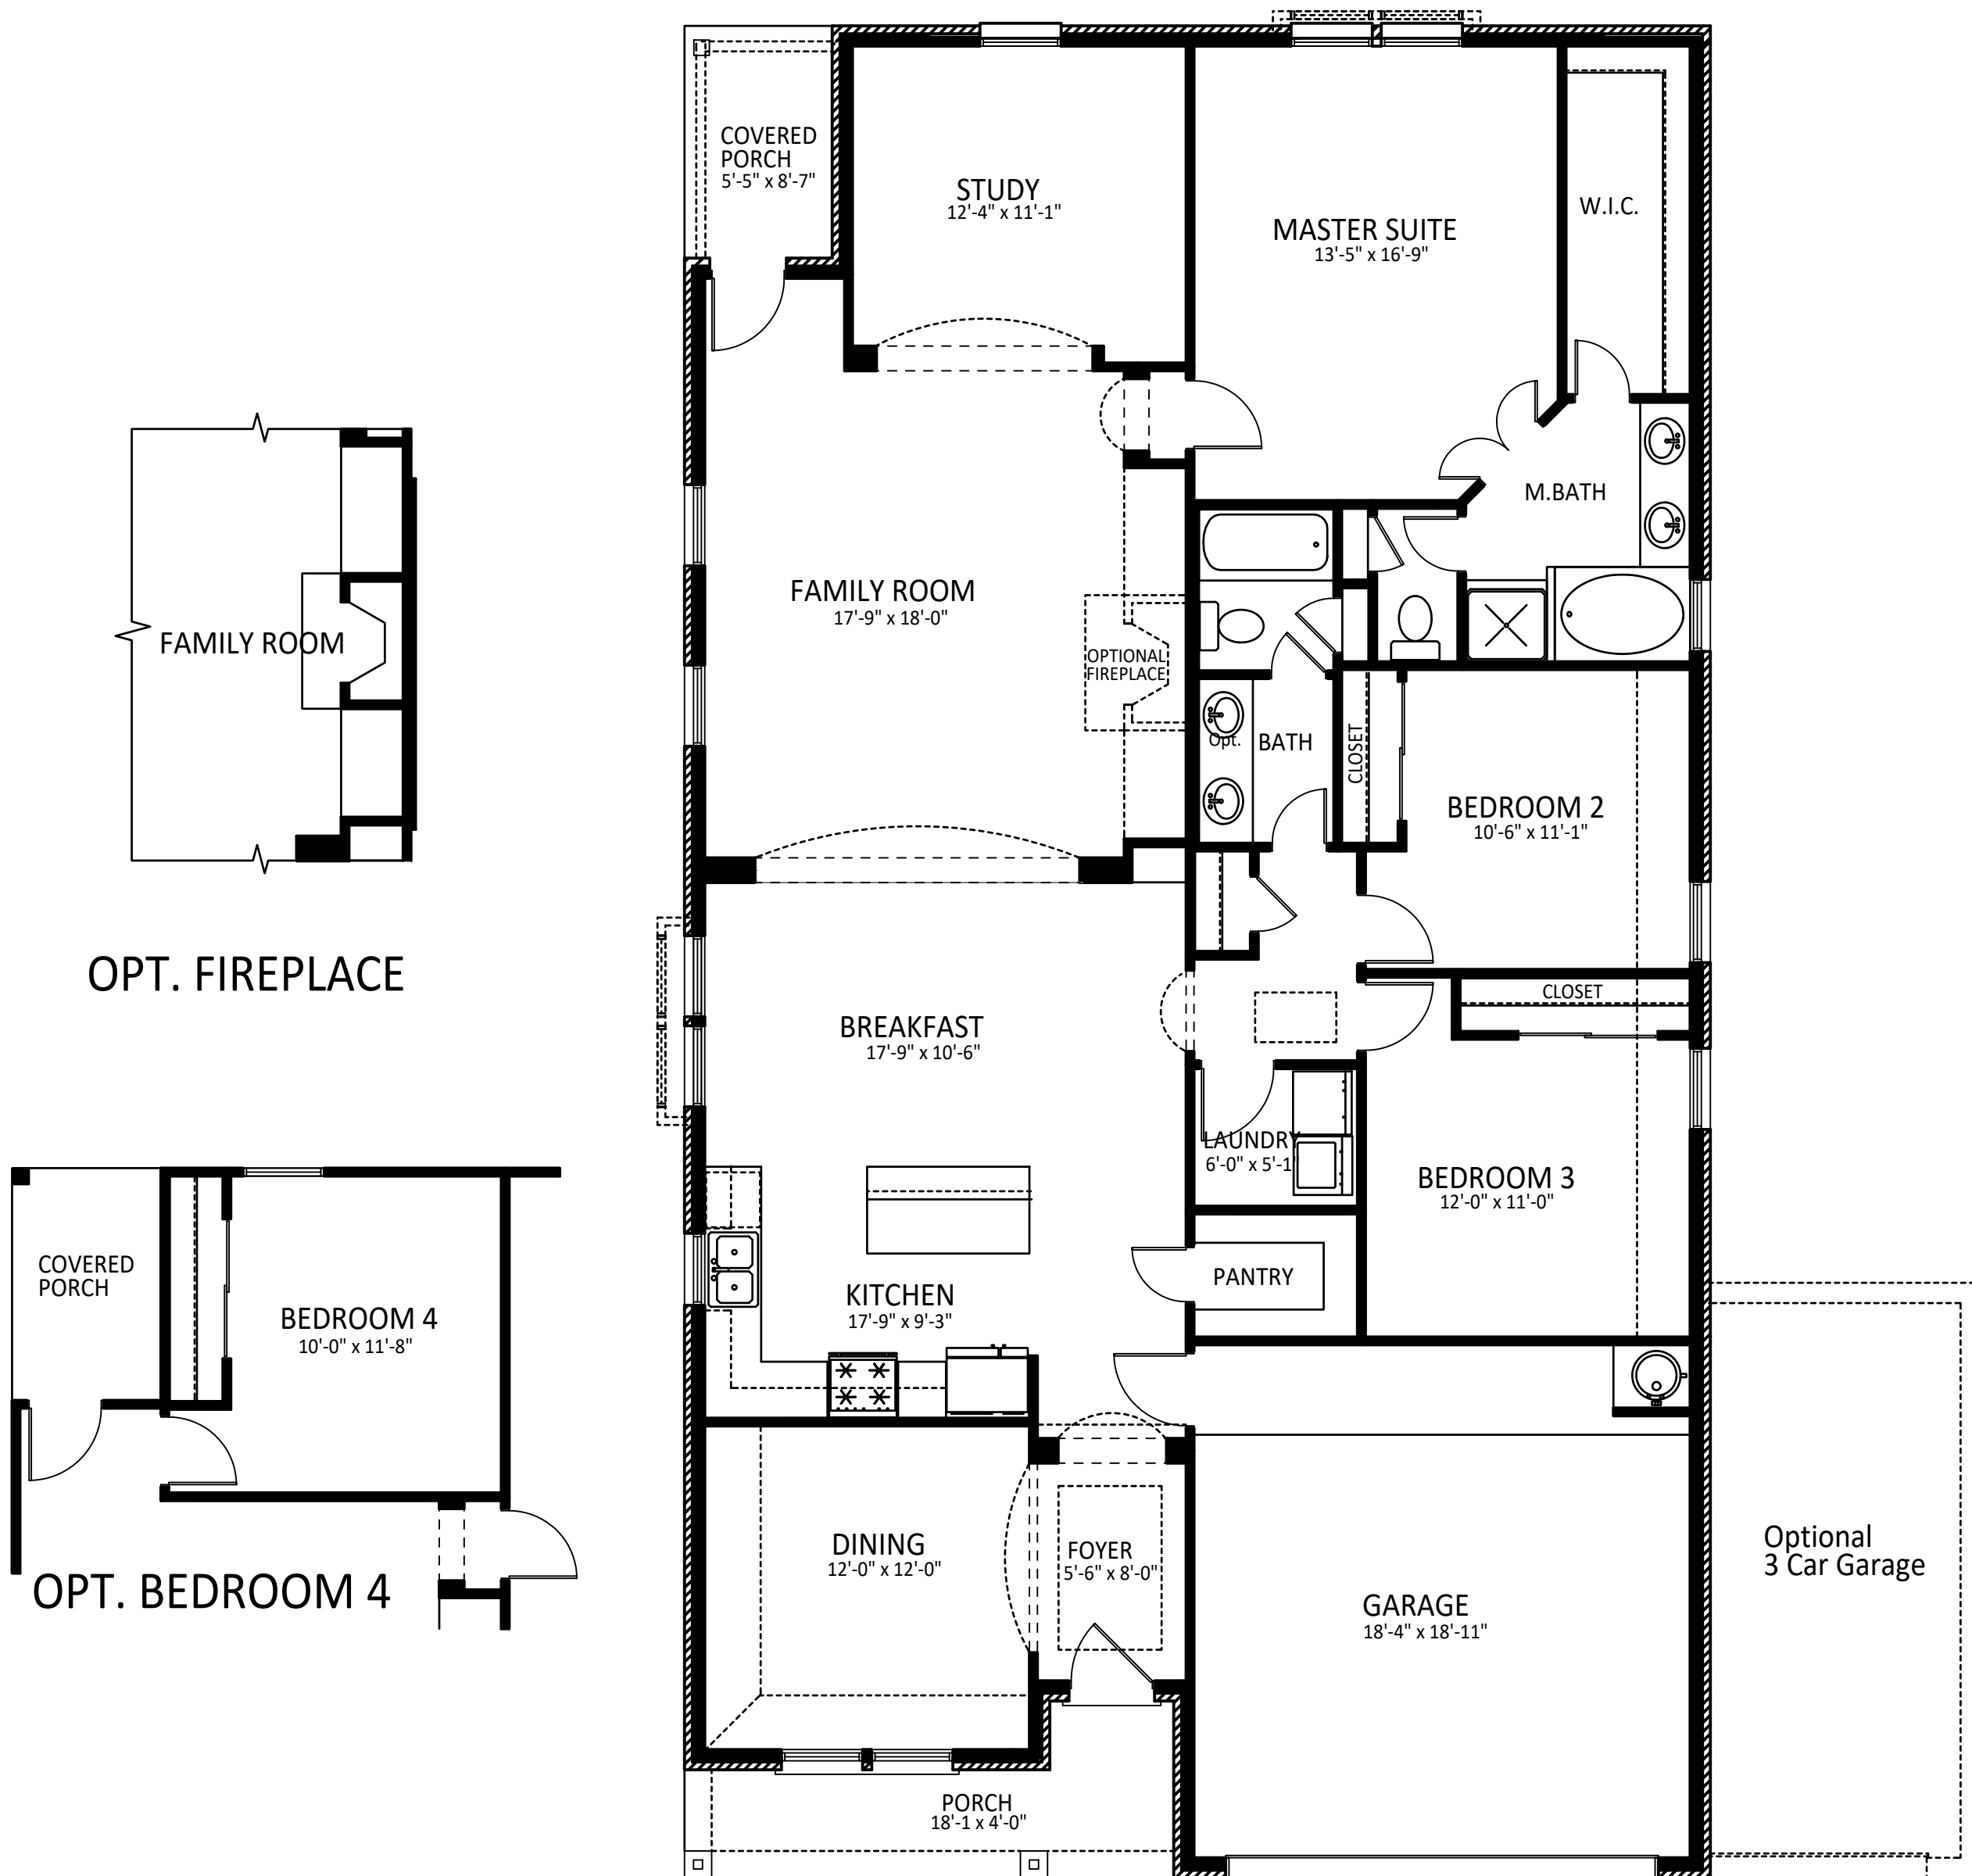 COVERED
PORCH
5'-5" x 8'-7"
STUDY
12'-4" x 11'-1"
MASTER SUITE
13'-5" x 16'-9"
W.I.C.
M.BATH
FAMILY ROOM
17'-9" x 18'-0"
OPTIONAL
FIREPLACE
Opt.
BATH
CLOSET
BEDROOM 2
10'-6" x 11'-1"
CLOSET
FAMILY ROOM
OPT. FIREPLACE
BREAKFAST
17'-9" x 10'-6"
LAUNDRY
6'-0" x 5'-1"
BEDROOM 3
12'-0" x 11'-0"
PANTRY
KITCHEN
17'-9" x 9'-3"
COVERED
PORCH
BEDROOM 4
10'-0" x 11'-8"
OPT. BEDROOM 4
DINING
12'-0" x 12'-0"
FOYER
5'-6" x 8'-0"
GARAGE
18'-4" x 18'-11"
Optional
3 Car Garage
PORCH
18'-1 x 4'-0"